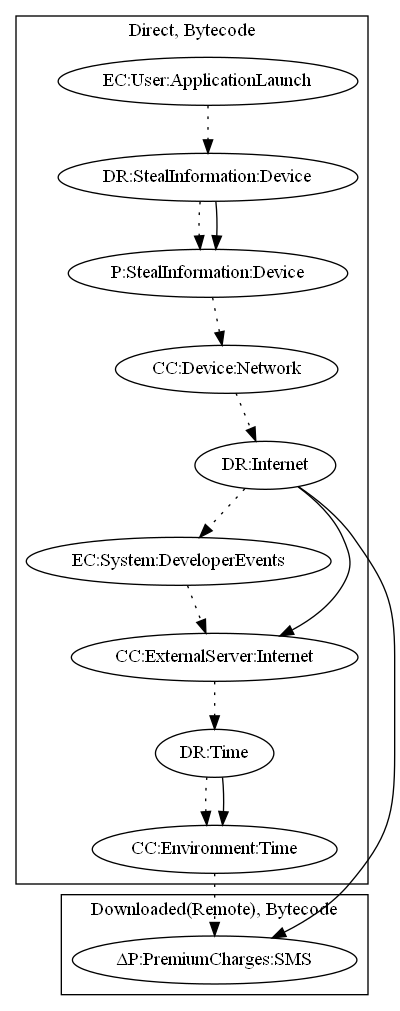 Direct, Bytecode
EC:User:ApplicationLaunch
DR:StealInformation:Device
P:StealInformation:Device
CC:Device:Network
DR:Internet
EC:System:DeveloperEvents
CC:ExternalServer:Internet
DR:Time
CC:Environment:Time
Downloaded(Remote), Bytecode
ΔP:PremiumCharges:SMS